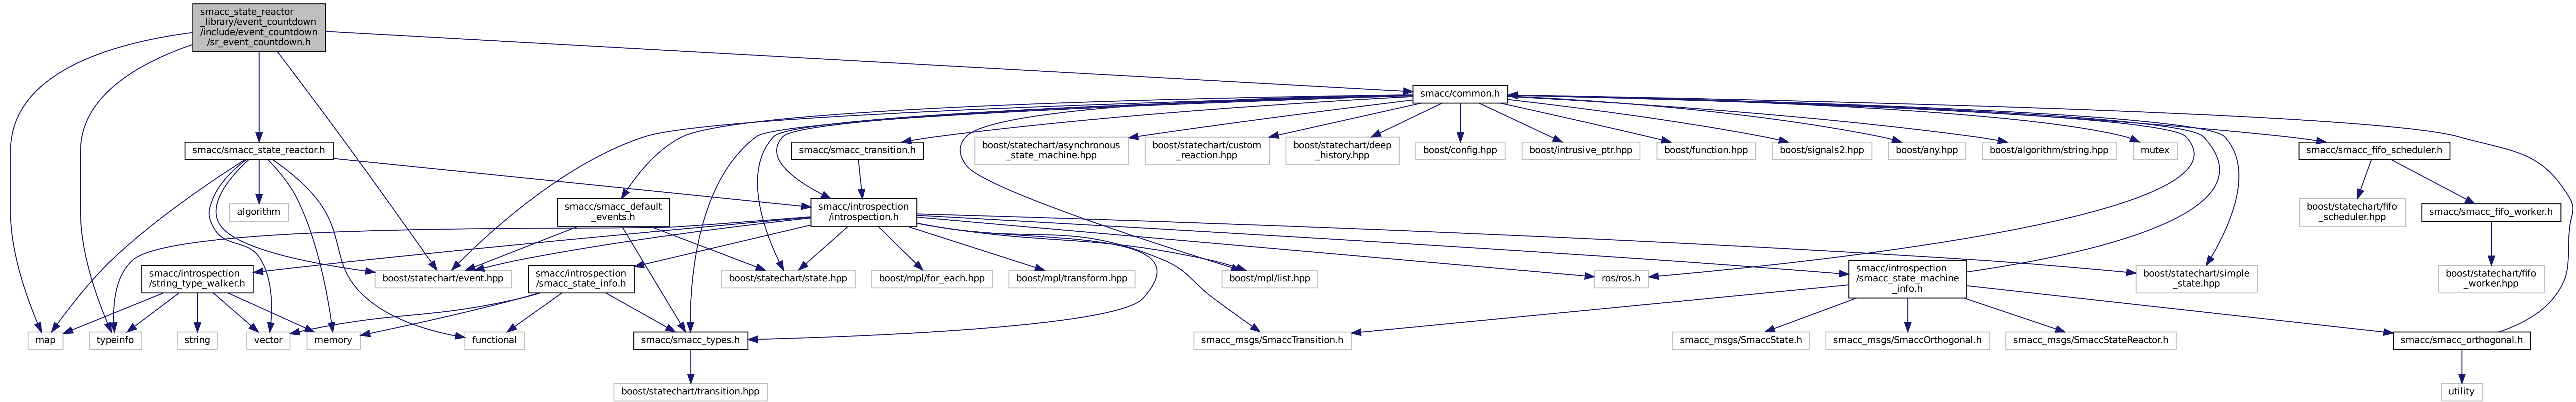 smacc_state_reactor
_library/event_countdown
/include/event_countdown
/sr_event_countdown.h
smacc/common.h
smacc/smacc_state_reactor.h
smacc/smacc_transition.h
boost/statechart/asynchronous
_state_machine.hpp
boost/statechart/custom
_reaction.hpp
boost/statechart/deep
_history.hpp
boost/config.hpp
boost/intrusive_ptr.hpp
boost/function.hpp
boost/signals2.hpp
boost/any.hpp
boost/algorithm/string.hpp
mutex
smacc/smacc_fifo_scheduler.h
algorithm
smacc/smacc_default
_events.h
smacc/introspection
/introspection.h
boost/statechart/fifo
_scheduler.hpp
smacc/smacc_fifo_worker.h
smacc/introspection
/string_type_walker.h
boost/statechart/event.hpp
smacc/introspection
/smacc_state_info.h
boost/statechart/state.hpp
boost/mpl/for_each.hpp
boost/mpl/transform.hpp
boost/mpl/list.hpp
ros/ros.h
smacc/introspection
/smacc_state_machine
_info.h
boost/statechart/simple
_state.hpp
boost/statechart/fifo
_worker.hpp
map
typeinfo
string
vector
memory
functional
smacc/smacc_types.h
smacc_msgs/SmaccTransition.h
smacc_msgs/SmaccState.h
smacc_msgs/SmaccOrthogonal.h
smacc_msgs/SmaccStateReactor.h
smacc/smacc_orthogonal.h
boost/statechart/transition.hpp
utility